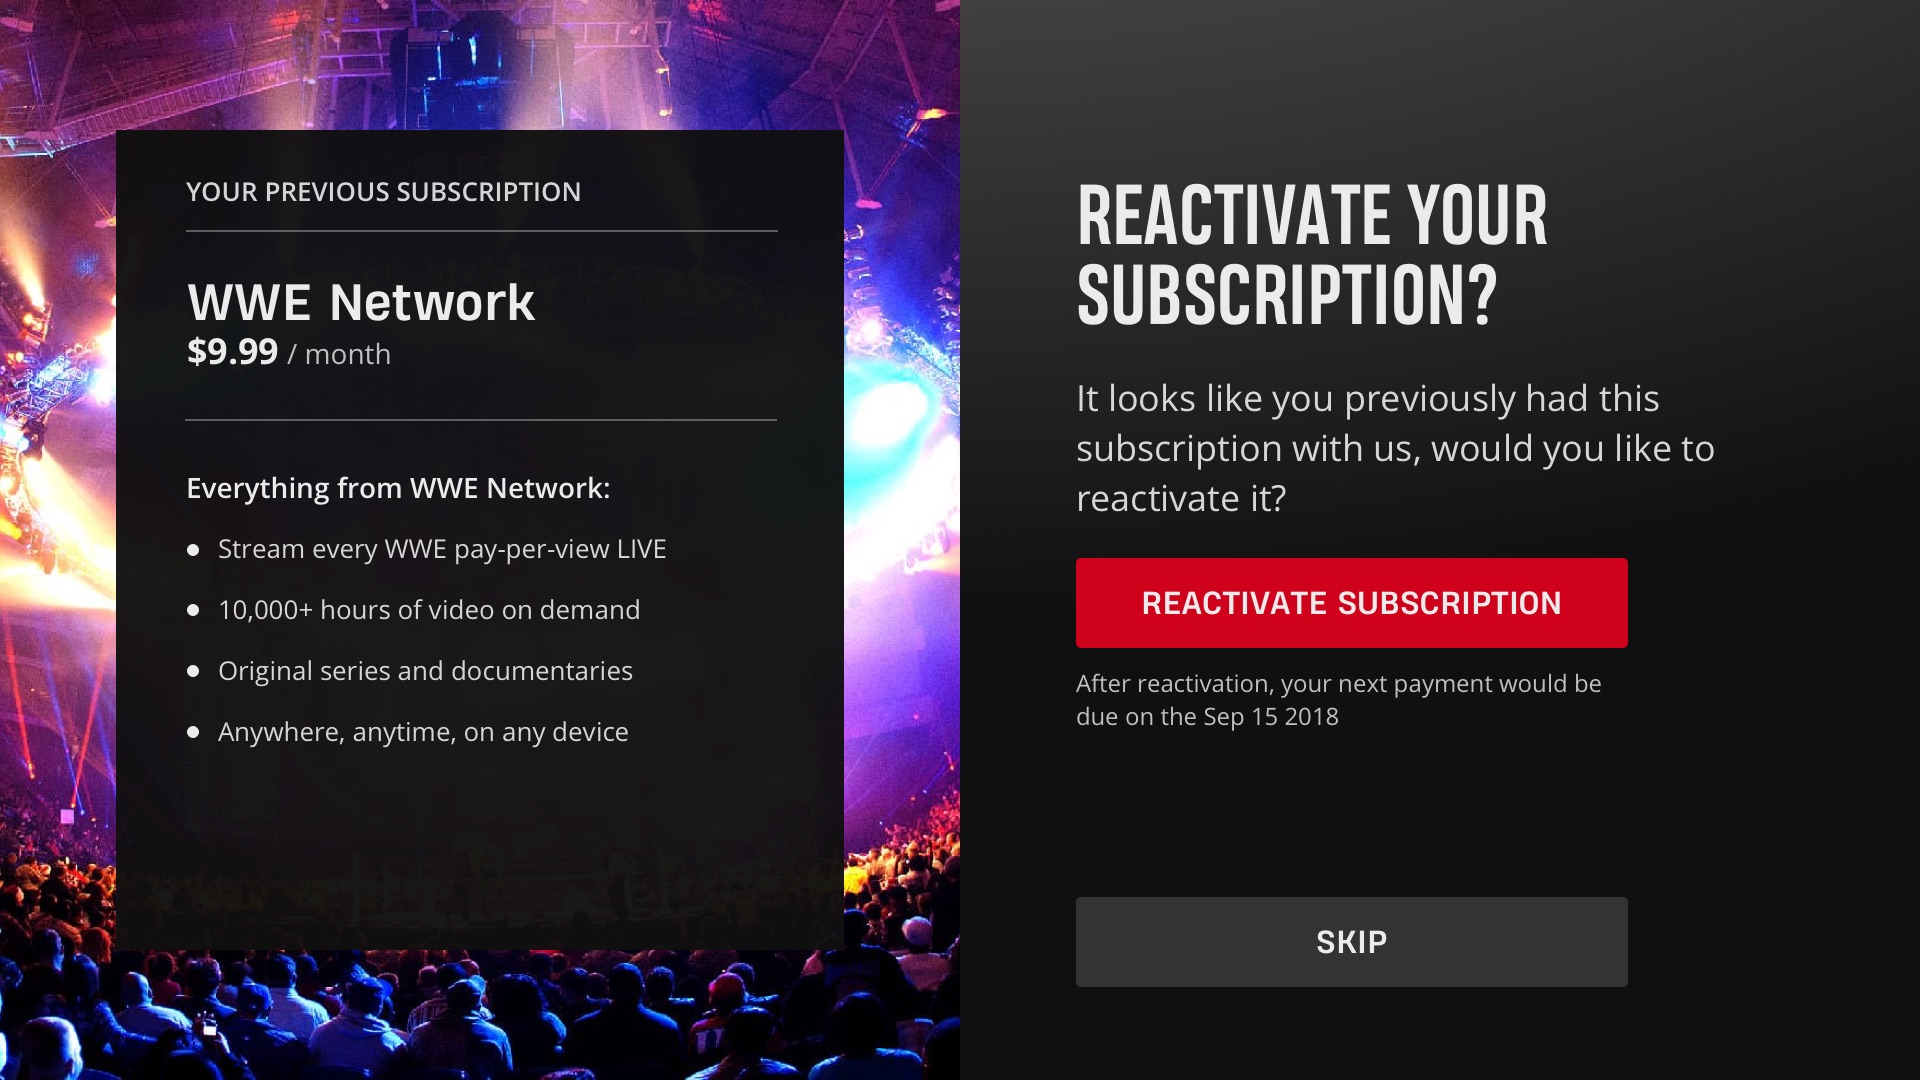 YOUR PREVIOUS SUBSCRIPTION
WWE Network
$9.99 / month
Everything from WWE Network:
Stream every WWE pay-per-view LIVE
10,000+ hours of video on demand
Original series and documentaries
Anywhere, anytime, on any device
REACTIVATE YOUR
SUBSCRIPTION?
It looks like you previously had this
subscription with us, would you like to
reactivate it?
REACTIVATE SUBSCRIPTION
After reactivation, your next payment would be
due on the Sep 15 2018
SKIP